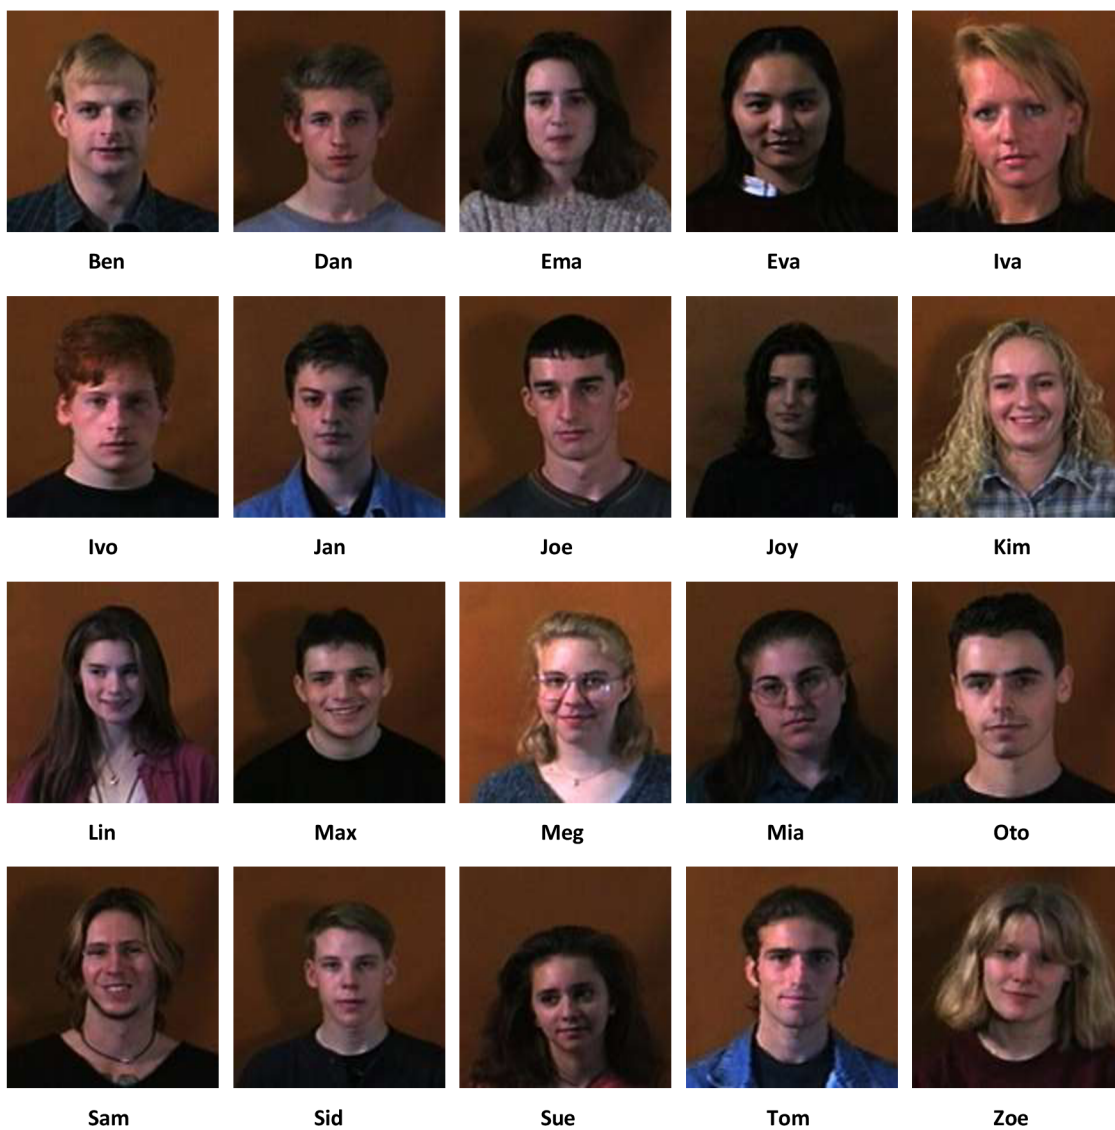 Ben Dan Ema Eva Iva
Ivo Jan Joe Joy Kim
Lin Max Meg Mia Oto
Sam Sid Sue Tom Zoe